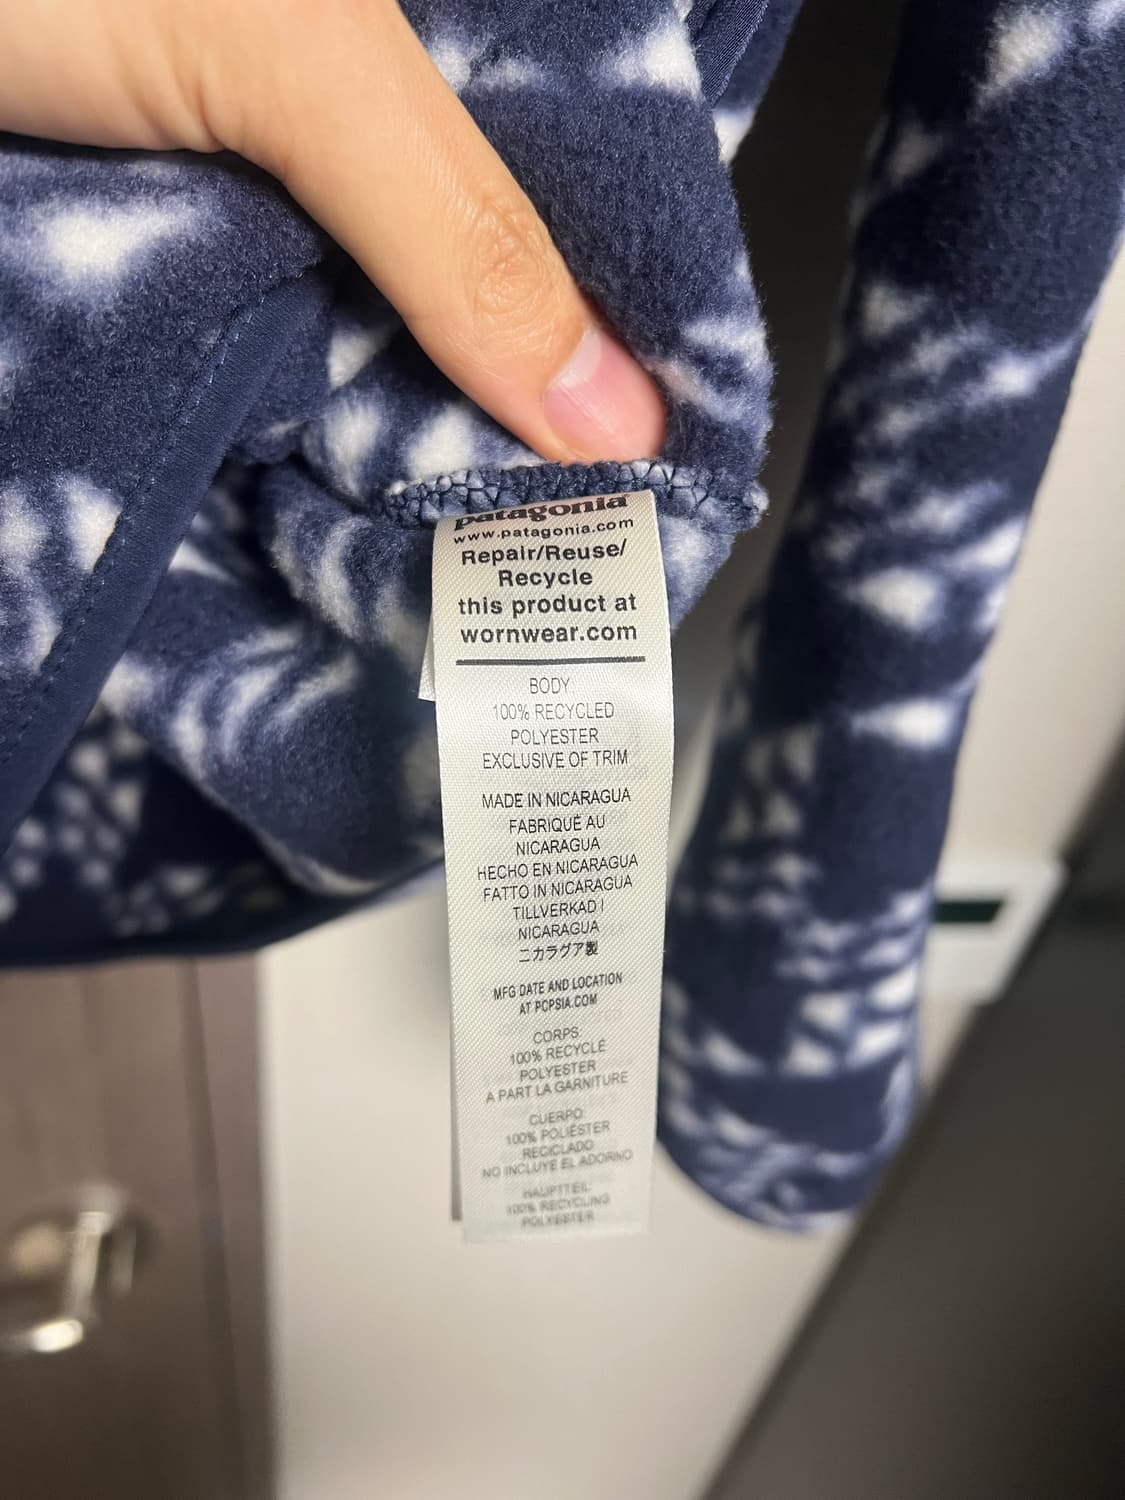 patagonia
www.patagonia.com
Repair/Reuse/
Recycle
this product at
wornwear.com
BODY:
100% RECYCLED
POLYESTER
EXCLUSIVE OF TRIM
MADE IN NICARAGUA
FABRIQUÉ AU
NICARAGUA
HECHO EN NICARAGUA
FATTO IN NICARAGUA
TILLVERKAD I
NICARAGUA
ニカラグア製
MFG DATE AND LOCATION
AT PCPSIA.COM
CORPS:
100% RECYCLÉ
POLYESTER
A PART LA GARNITURE
CUERPO:
100% POLIÉSTER
RECICLADO
NO INCLUYE EL ADORNO
HAUPTTEIL:
100% RECYCLING
POLYESTER